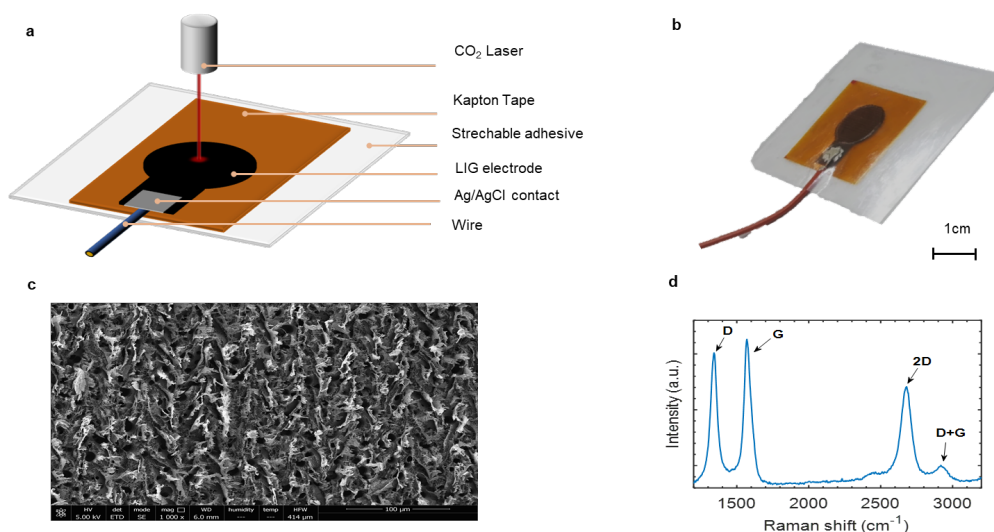 a
CO₂ Laser
Kapton Tape
Strechable adhesive
LIG electrode
Ag/AgCl contact
Wire
b
1cm
c
HV det mode mag □ WD humidity temp HFW
5.00 kV ETD SE 1 000 x 6.0 mm --- --- 414 µm
100 µm
d
Intensity (a.u.)
D
G
2D
D+G
1500 2000 2500 3000
Raman shift (cm⁻¹)